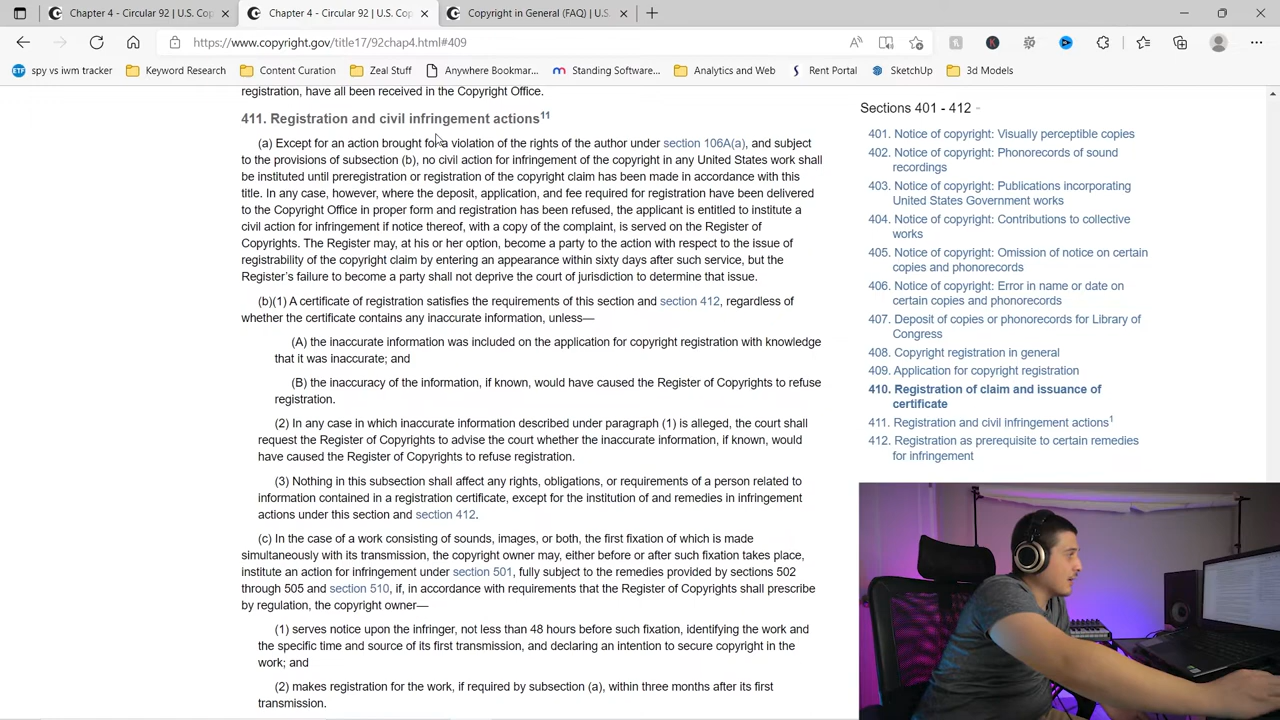 Chapter 4 - Circular 92 | U.S. Cop
Chapter 4 - Circular 92 | U.S. Cop
Copyright in General (FAQ) | U.S.
https://www.copyright.gov/title17/92chap4.html#409
spy vs iwm tracker
Keyword Research
Content Curation
Zeal Stuff
Anywhere Bookmar...
Standing Software...
Analytics and Web
Rent Portal
SketchUp
3d Models
registration, have all been received in the Copyright Office.
411. Registration and civil infringement actions11
(a) Except for an action brought for a violation of the rights of the author under section 106A(a), and subject
to the provisions of subsection (b), no civil action for infringement of the copyright in any United States work shall
be instituted until preregistration or registration of the copyright claim has been made in accordance with this
title. In any case, however, where the deposit, application, and fee required for registration have been delivered
to the Copyright Office in proper form and registration has been refused, the applicant is entitled to institute a
civil action for infringement if notice thereof, with a copy of the complaint, is served on the Register of
Copyrights. The Register may, at his or her option, become a party to the action with respect to the issue of
registrability of the copyright claim by entering an appearance within sixty days after such service, but the
Register's failure to become a party shall not deprive the court of jurisdiction to determine that issue.
(b)(1) A certificate of registration satisfies the requirements of this section and section 412, regardless of
whether the certificate contains any inaccurate information, unless—
(A) the inaccurate information was included on the application for copyright registration with knowledge
that it was inaccurate; and
(B) the inaccuracy of the information, if known, would have caused the Register of Copyrights to refuse
registration.
(2) In any case in which inaccurate information described under paragraph (1) is alleged, the court shall
request the Register of Copyrights to advise the court whether the inaccurate information, if known, would
have caused the Register of Copyrights to refuse registration.
(3) Nothing in this subsection shall affect any rights, obligations, or requirements of a person related to
information contained in a registration certificate, except for the institution of and remedies in infringement
actions under this section and section 412.
(c) In the case of a work consisting of sounds, images, or both, the first fixation of which is made
simultaneously with its transmission, the copyright owner may, either before or after such fixation takes place,
institute an action for infringement under section 501, fully subject to the remedies provided by sections 502
through 505 and section 510, if, in accordance with requirements that the Register of Copyrights shall prescribe
by regulation, the copyright owner—
(1) serves notice upon the infringer, not less than 48 hours before such fixation, identifying the work and
the specific time and source of its first transmission, and declaring an intention to secure copyright in the
work; and
(2) makes registration for the work, if required by subsection (a), within three months after its first
transmission.
Sections 401 - 412 -
401. Notice of copyright: Visually perceptible copies
402. Notice of copyright: Phonorecords of sound
recordings
403. Notice of copyright: Publications incorporating
United States Government works
404. Notice of copyright: Contributions to collective
works
405. Notice of copyright: Omission of notice on certain
copies and phonorecords
406. Notice of copyright: Error in name or date on
certain copies and phonorecords
407. Deposit of copies or phonorecords for Library of
Congress
408. Copyright registration in general
409. Application for copyright registration
410. Registration of claim and issuance of
certificate
411. Registration and civil infringement actions1
412. Registration as prerequisite to certain remedies
for infringement